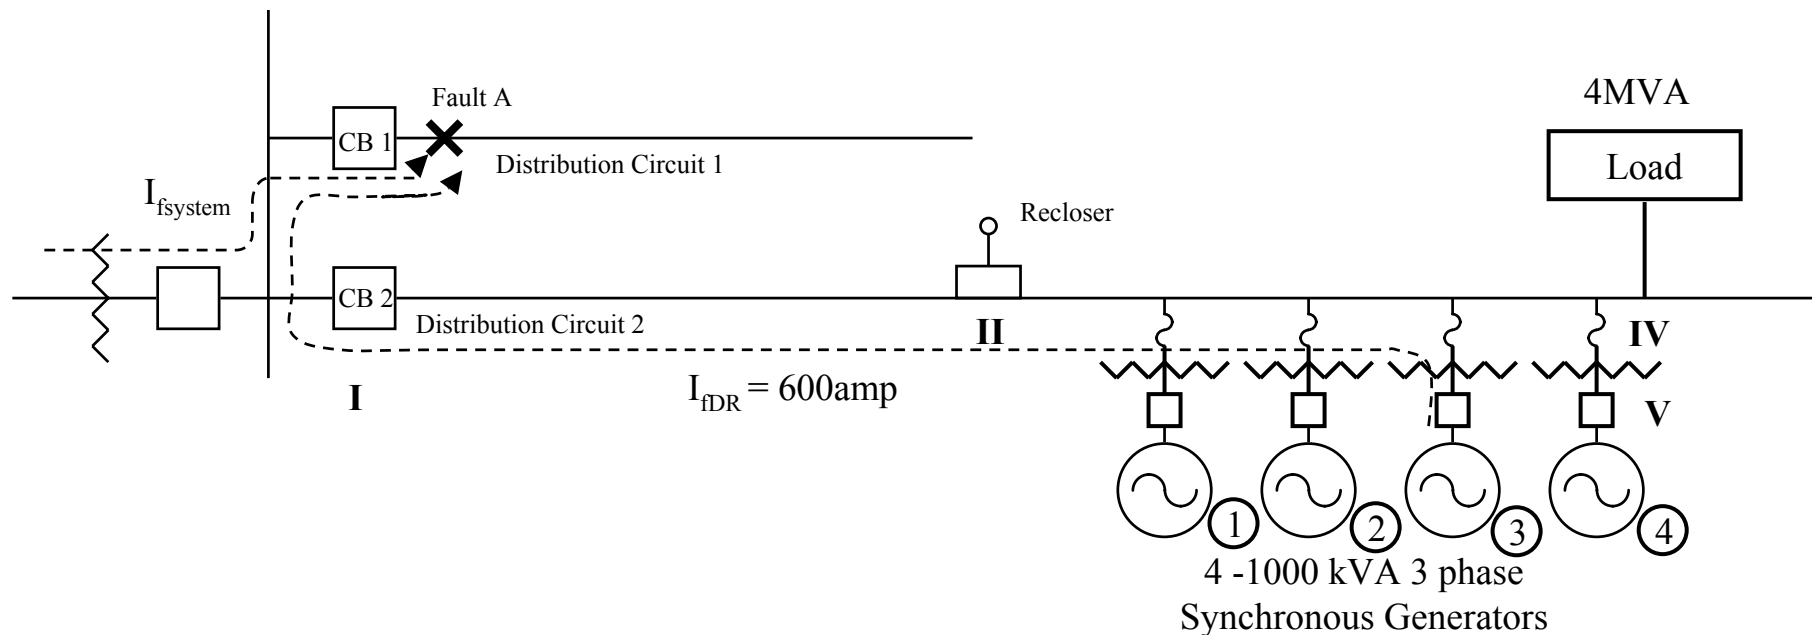 Fault A
CB 1
Distribution Circuit 1
I_fsystem
4MVA
Load
Recloser
CB 2
Distribution Circuit 2
I
II
I_fDR = 600amp
IV
V
1
2
3
4
4 -1000 kVA 3 phase
Synchronous Generators